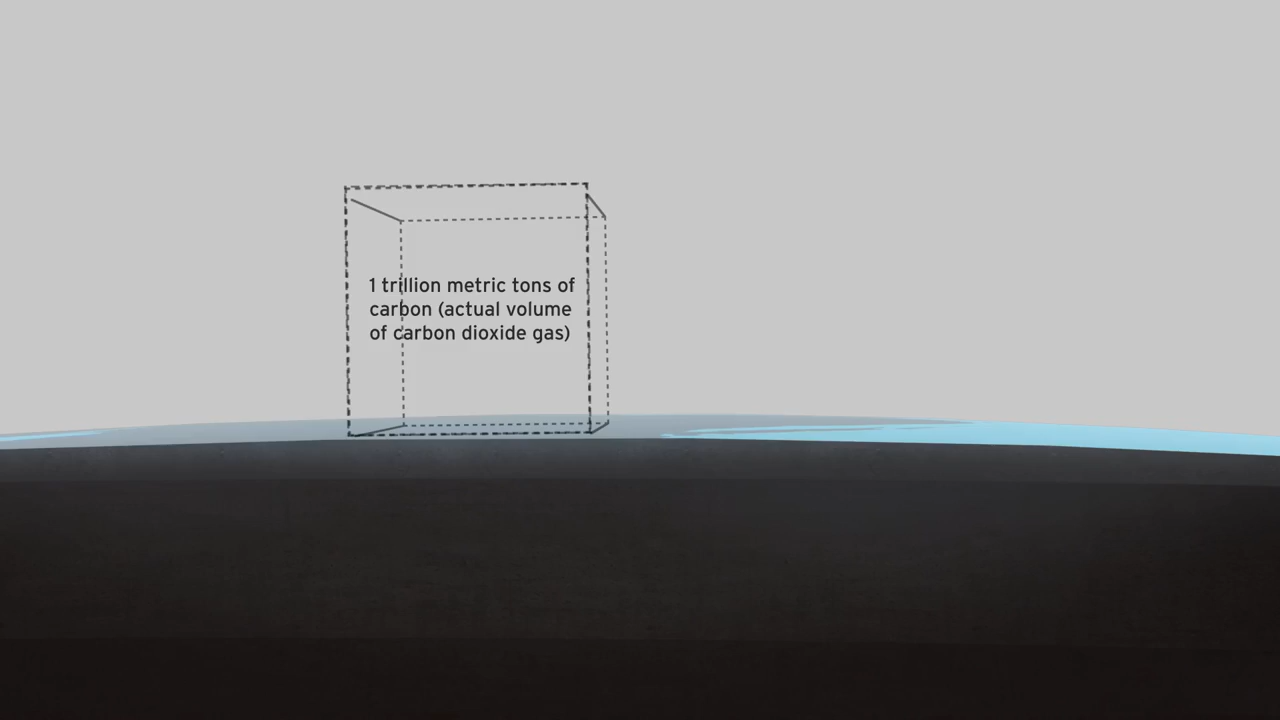 1 trillion metric tons of
carbon (actual volume
of carbon dioxide gas)